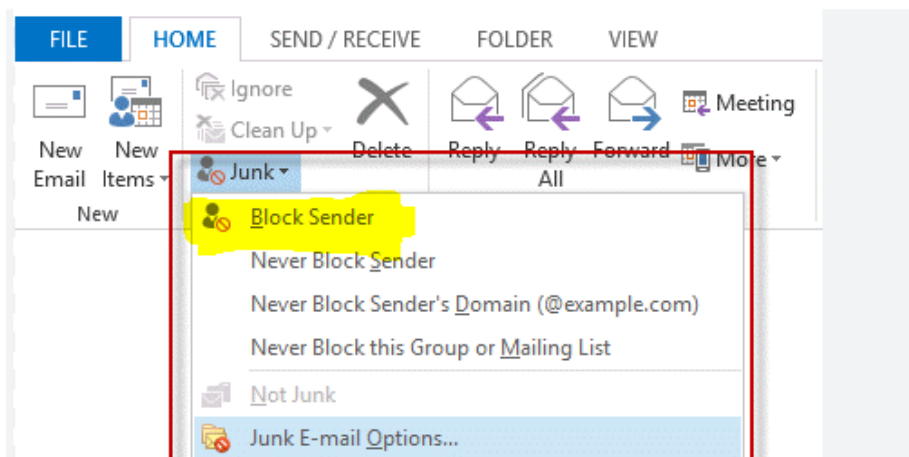 FILE HOME SEND / RECEIVE FOLDER VIEW
Ignore
Clean Up
Junk
New Email
New Items
New
Delete
Reply
Reply All
Forward
Meeting
More
Block Sender
Never Block Sender
Never Block Sender's Domain (@example.com)
Never Block this Group or Mailing List
Not Junk
Junk E-mail Options...